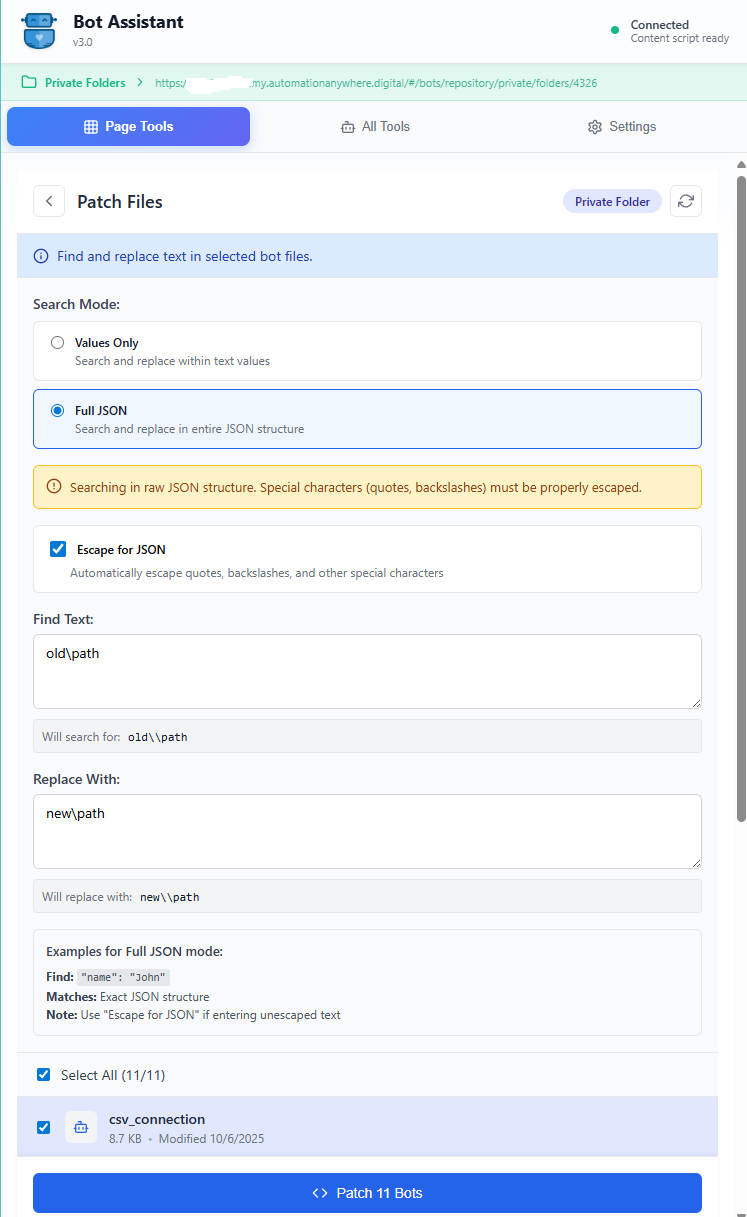 Bot Assistant
v3.0
Connected
Content script ready
Private Folders > https:/ .my.automationanywhere.digital/#/bots/repository/private/folders/4326
Page Tools
All Tools
Settings
Patch Files
Private Folder
Find and replace text in selected bot files.
Search Mode:
Values Only
Search and replace within text values
Full JSON
Search and replace in entire JSON structure
Searching in raw JSON structure. Special characters (quotes, backslashes) must be properly escaped.
Escape for JSON
Automatically escape quotes, backslashes, and other special characters
Find Text:
old\path
Will search for: old\\path
Replace With:
new\path
Will replace with: new\\path
Examples for Full JSON mode:
Find: "name": "John"
Matches: Exact JSON structure
Note: Use "Escape for JSON" if entering unescaped text
Select All (11/11)
csv_connection
8.7 KB • Modified 10/6/2025
Patch 11 Bots